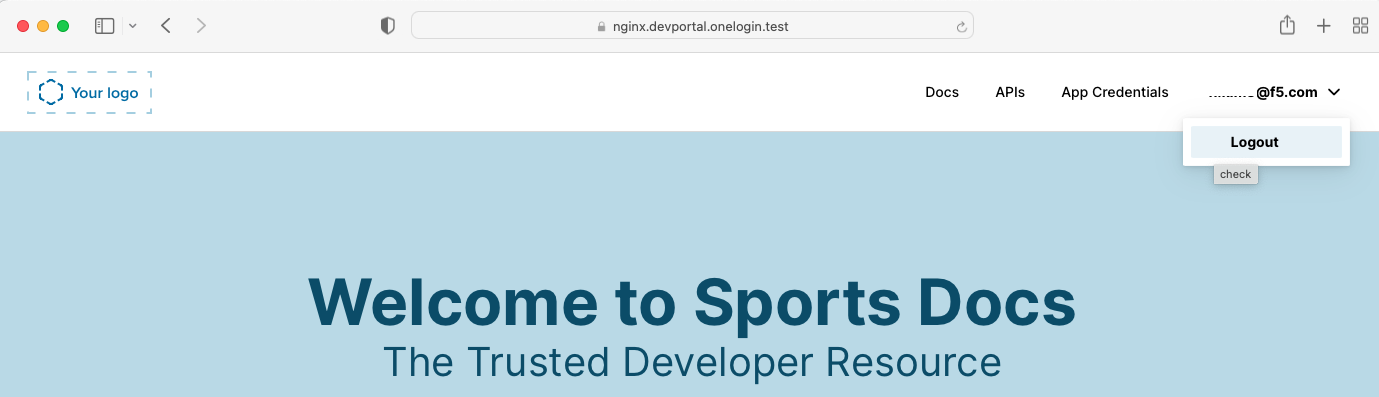 nginx.devportal.onelogin.test
Your logo
Docs APIs App Credentials @f5.com
Logout
check
Welcome to Sports Docs
The Trusted Developer Resource